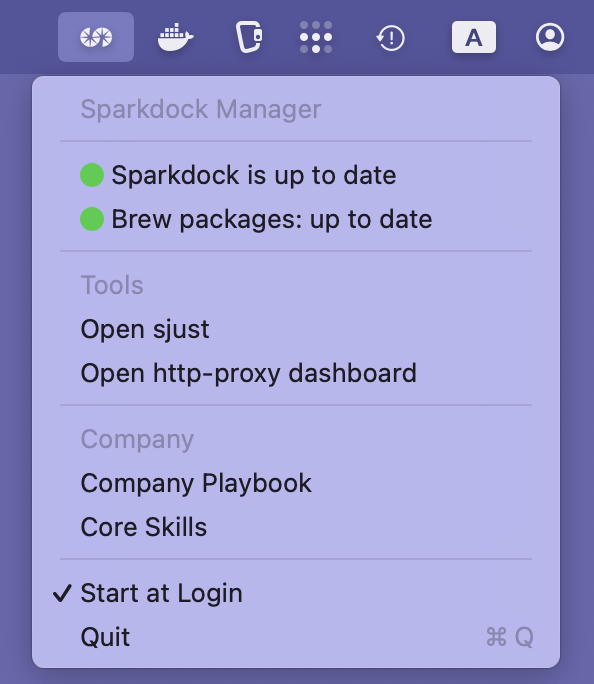 A
Sparkdock Manager
Sparkdock is up to date
Brew packages: up to date
Tools
Open sjust
Open http-proxy dashboard
Company
Company Playbook
Core Skills
✓ Start at Login
Quit ⌘ Q